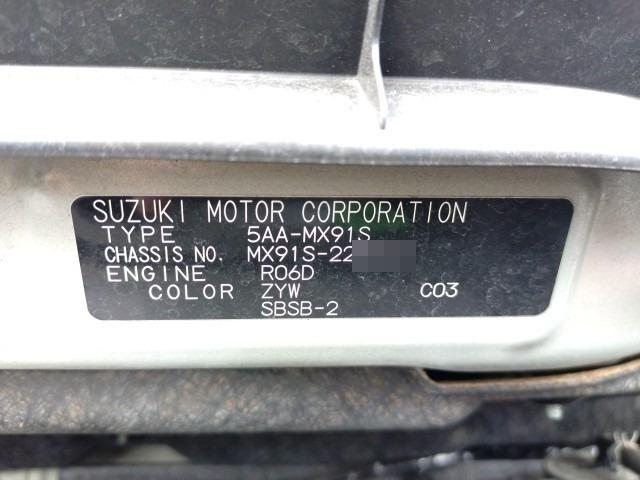 SUZUKI MOTOR CORPORATION
TYPE 5AA-MX91S
CHASSIS NO. MX91S-22
ENGINE R06D
COLOR ZYW C03
SBSB-2